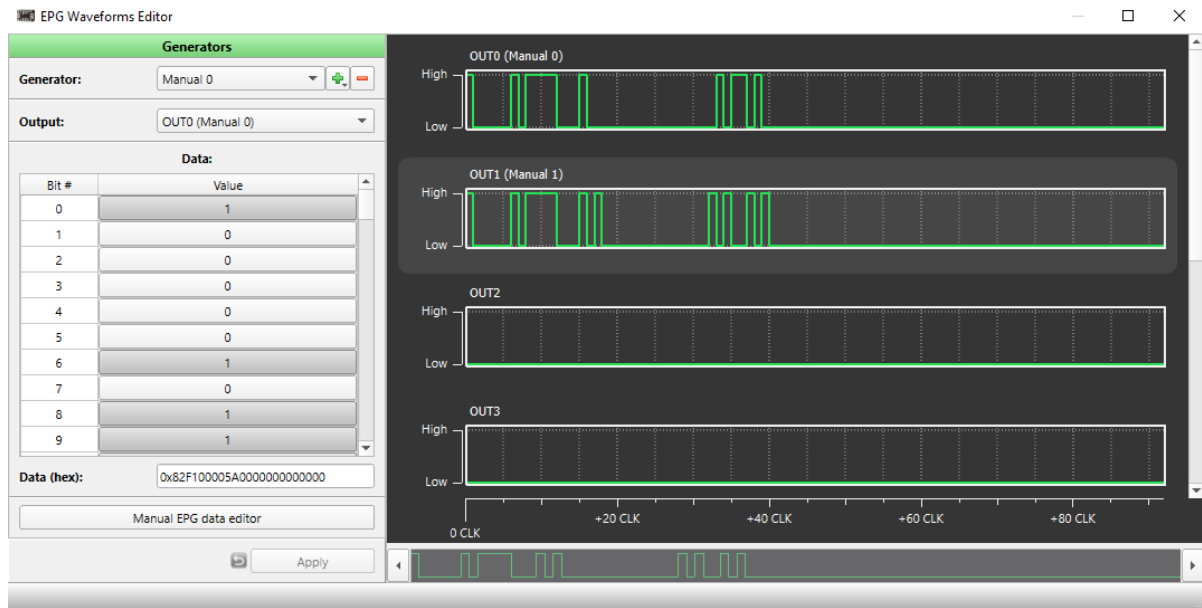 EPG Waveforms Editor
Generators
Generator: Manual 0
Output: OUT0 (Manual 0)
Data:
Bit # Value
0 1
1 0
2 0
3 0
4 0
5 0
6 1
7 0
8 1
9 1
Data (hex): 0x82F100005A0000000000000
Manual EPG data editor
Apply
OUT0 (Manual 0)
High
Low
OUT1 (Manual 1)
High
Low
OUT2
High
Low
OUT3
High
Low
0 CLK +20 CLK +40 CLK +60 CLK +80 CLK